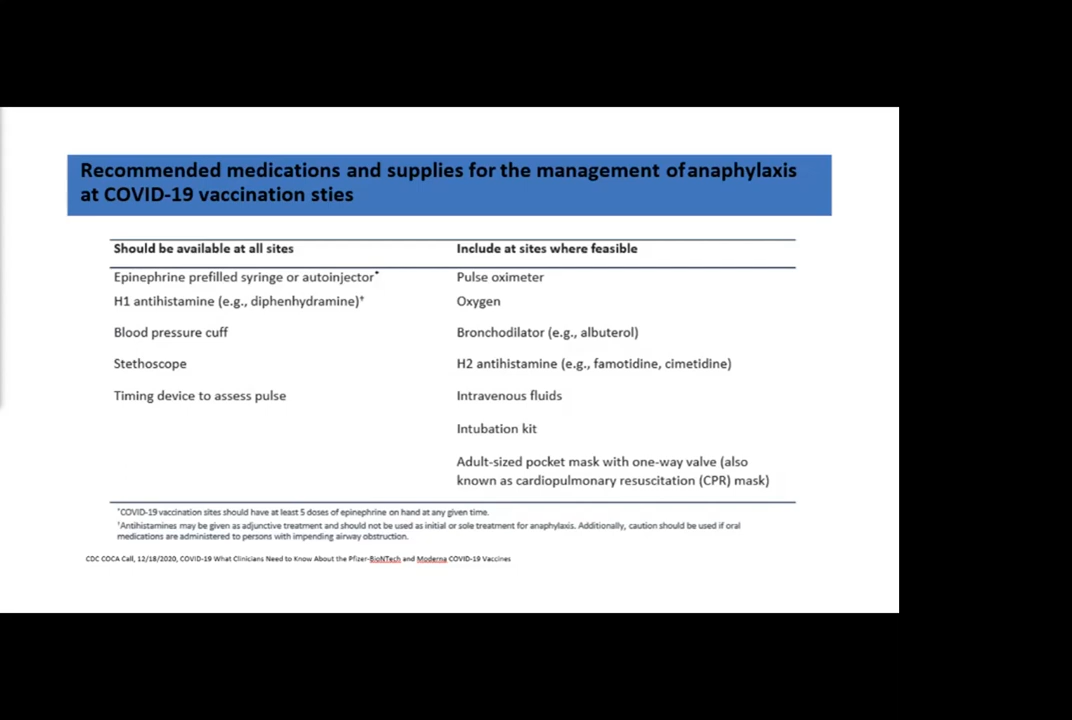 Recommended medications and supplies for the management ofanaphylaxis
at COVID-19 vaccination sties
Should be available at all sites
Include at sites where feasible
Epinephrine prefilled syringe or autoinjector*
Pulse oximeter
H1 antihistamine (e.g., diphenhydramine)†
Oxygen
Blood pressure cuff
Bronchodilator (e.g., albuterol)
Stethoscope
H2 antihistamine (e.g., famotidine, cimetidine)
Timing device to assess pulse
Intravenous fluids
Intubation kit
Adult-sized pocket mask with one-way valve (also
known as cardiopulmonary resuscitation (CPR) mask)
*COVID-19 vaccination sites should have at least 5 doses of epinephrine on hand at any given time.
†Antihistamines may be given as adjunctive treatment and should not be used as initial or sole treatment for anaphylaxis. Additionally, caution should be used if oral
medications are administered to persons with impending airway obstruction.
CDC COCA Call, 12/18/2020, COVID-19 What Clinicians Need to Know About the Pfizer-BioNTech and Moderna COVID-19 Vaccines